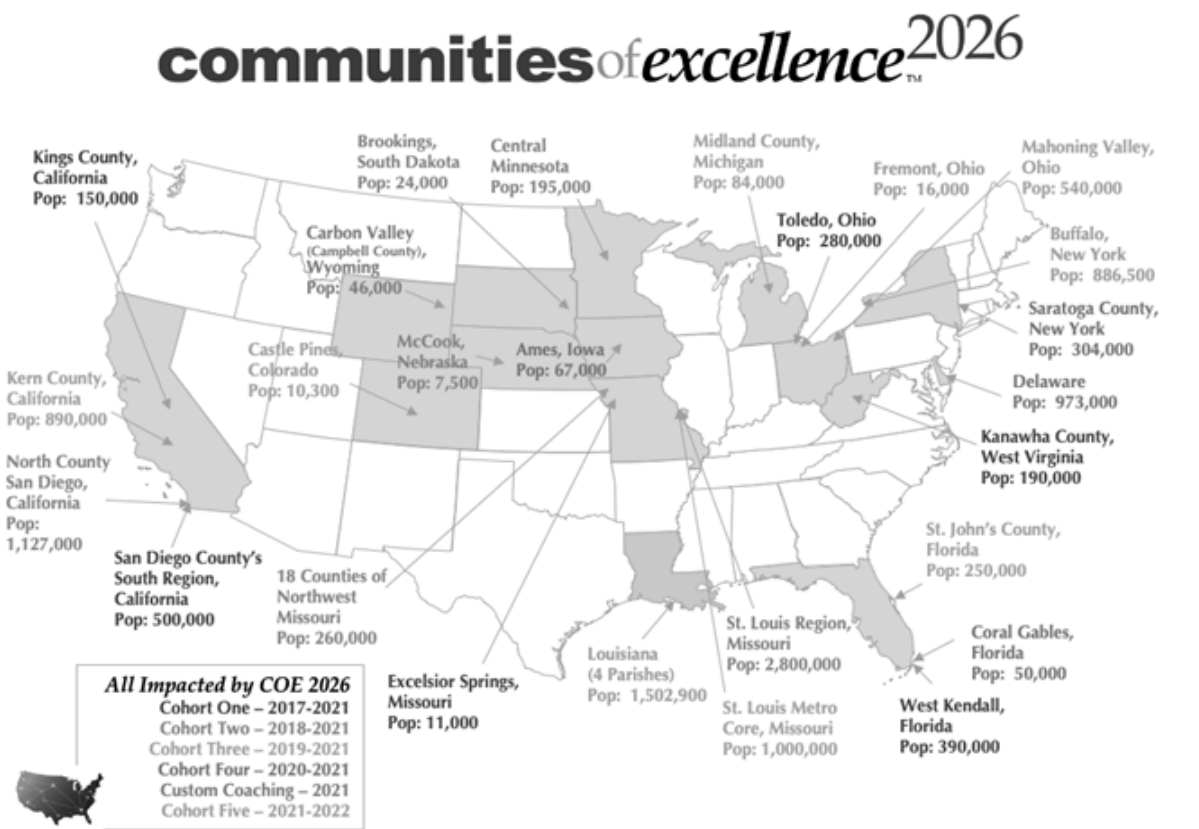 communities of excellence 2026 ™
Kings County,
California
Pop: 150,000
Brookings,
South Dakota
Pop: 24,000
Central
Minnesota
Pop: 195,000
Midland County,
Michigan
Pop: 84,000
Fremont, Ohio
Pop: 16,000
Mahoning Valley,
Ohio
Pop: 540,000
Toledo, Ohio
Pop: 280,000
Carbon Valley
(Campbell County),
Wyoming
Pop: 46,000
Buffalo,
New York
Pop: 886,500
Saratoga County,
New York
Pop: 304,000
Castle Pines,
Colorado
Pop: 10,300
McCook,
Nebraska
Pop: 7,500
Ames, Iowa
Pop: 67,000
Kern County,
California
Pop: 890,000
Delaware
Pop: 973,000
Kanawha County,
West Virginia
Pop: 190,000
North County
San Diego,
California
Pop:
1,127,000
San Diego County's
South Region,
California
Pop: 500,000
18 Counties of
Northwest
Missouri
Pop: 260,000
St. John's County,
Florida
Pop: 250,000
Excelsior Springs,
Missouri
Pop: 11,000
Louisiana
(4 Parishes)
Pop: 1,502,900
St. Louis Region,
Missouri
Pop: 2,800,000
St. Louis Metro
Core, Missouri
Pop: 1,000,000
Coral Gables,
Florida
Pop: 50,000
West Kendall,
Florida
Pop: 390,000
All Impacted by COE 2026
Cohort One – 2017-2021
Cohort Two – 2018-2021
Cohort Three – 2019-2021
Cohort Four – 2020-2021
Custom Coaching – 2021
Cohort Five – 2021-2022